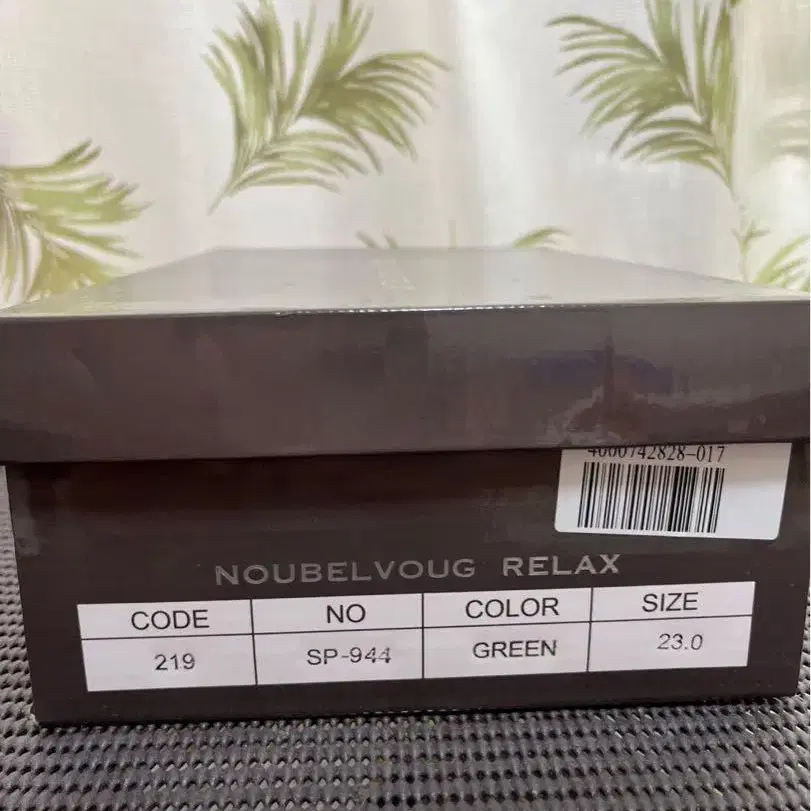 4000742828-017
NOUBELVOUG RELAX
CODE NO COLOR SIZE
219 SP-944 GREEN 23.0